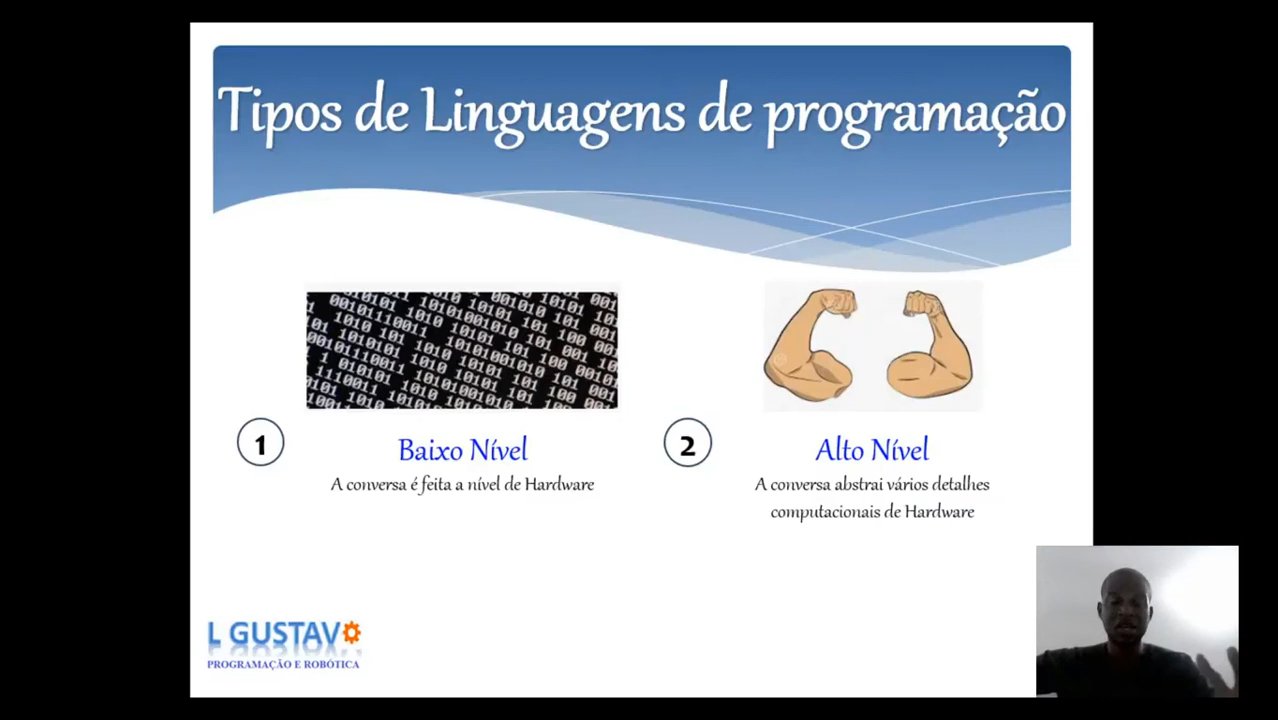 Tipos de Linguagens de programação
1
Baixo Nível
A conversa é feita a nível de Hardware
2
Alto Nível
A conversa abstrai vários detalhes
computacionais de Hardware
L GUSTAVO
PROGRAMAÇÃO E ROBÓTICA